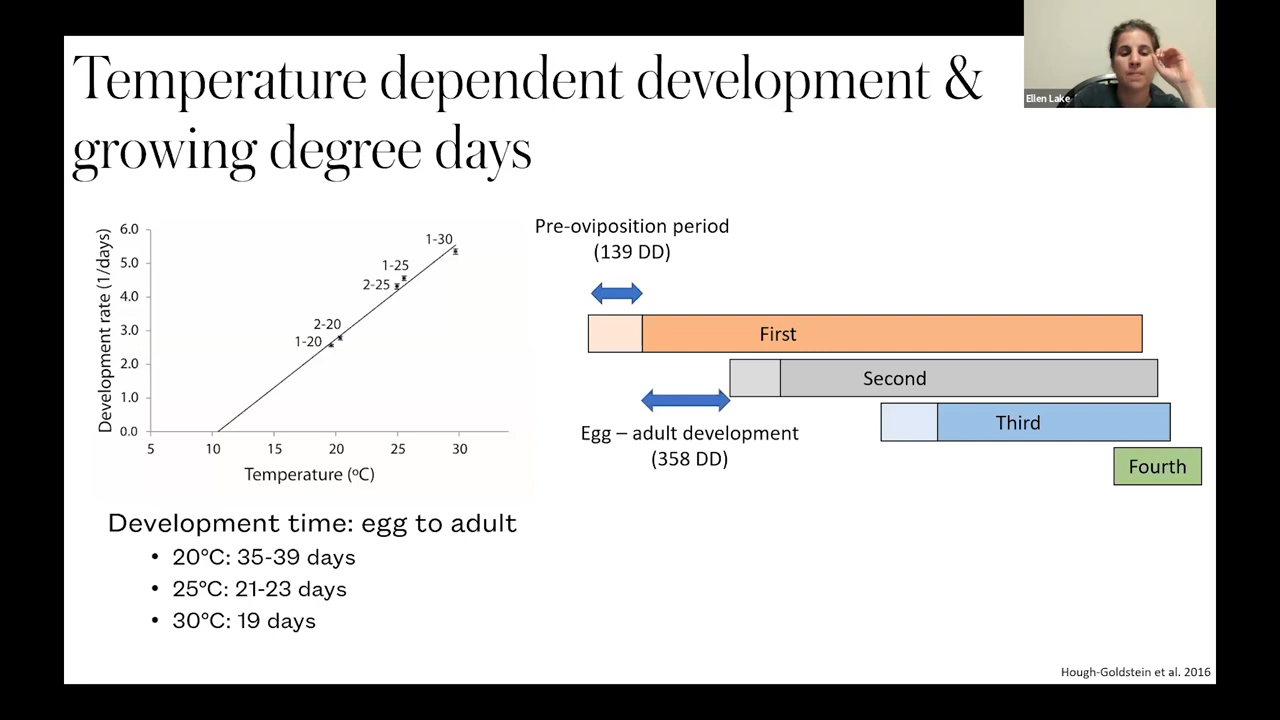 Temperature dependent development &
growing degree days
Ellen Lake
6.0
5.0
4.0
3.0
2.0
1.0
0.0
Development rate (1/days)
1-30
1-25
2-25
2-20
1-20
5 10 15 20 25 30
Temperature (ºC)
Pre-oviposition period
(139 DD)
First
Second
Third
Fourth
Egg – adult development
(358 DD)
Development time: egg to adult
• 20°C: 35-39 days
• 25°C: 21-23 days
• 30°C: 19 days
Hough-Goldstein et al. 2016